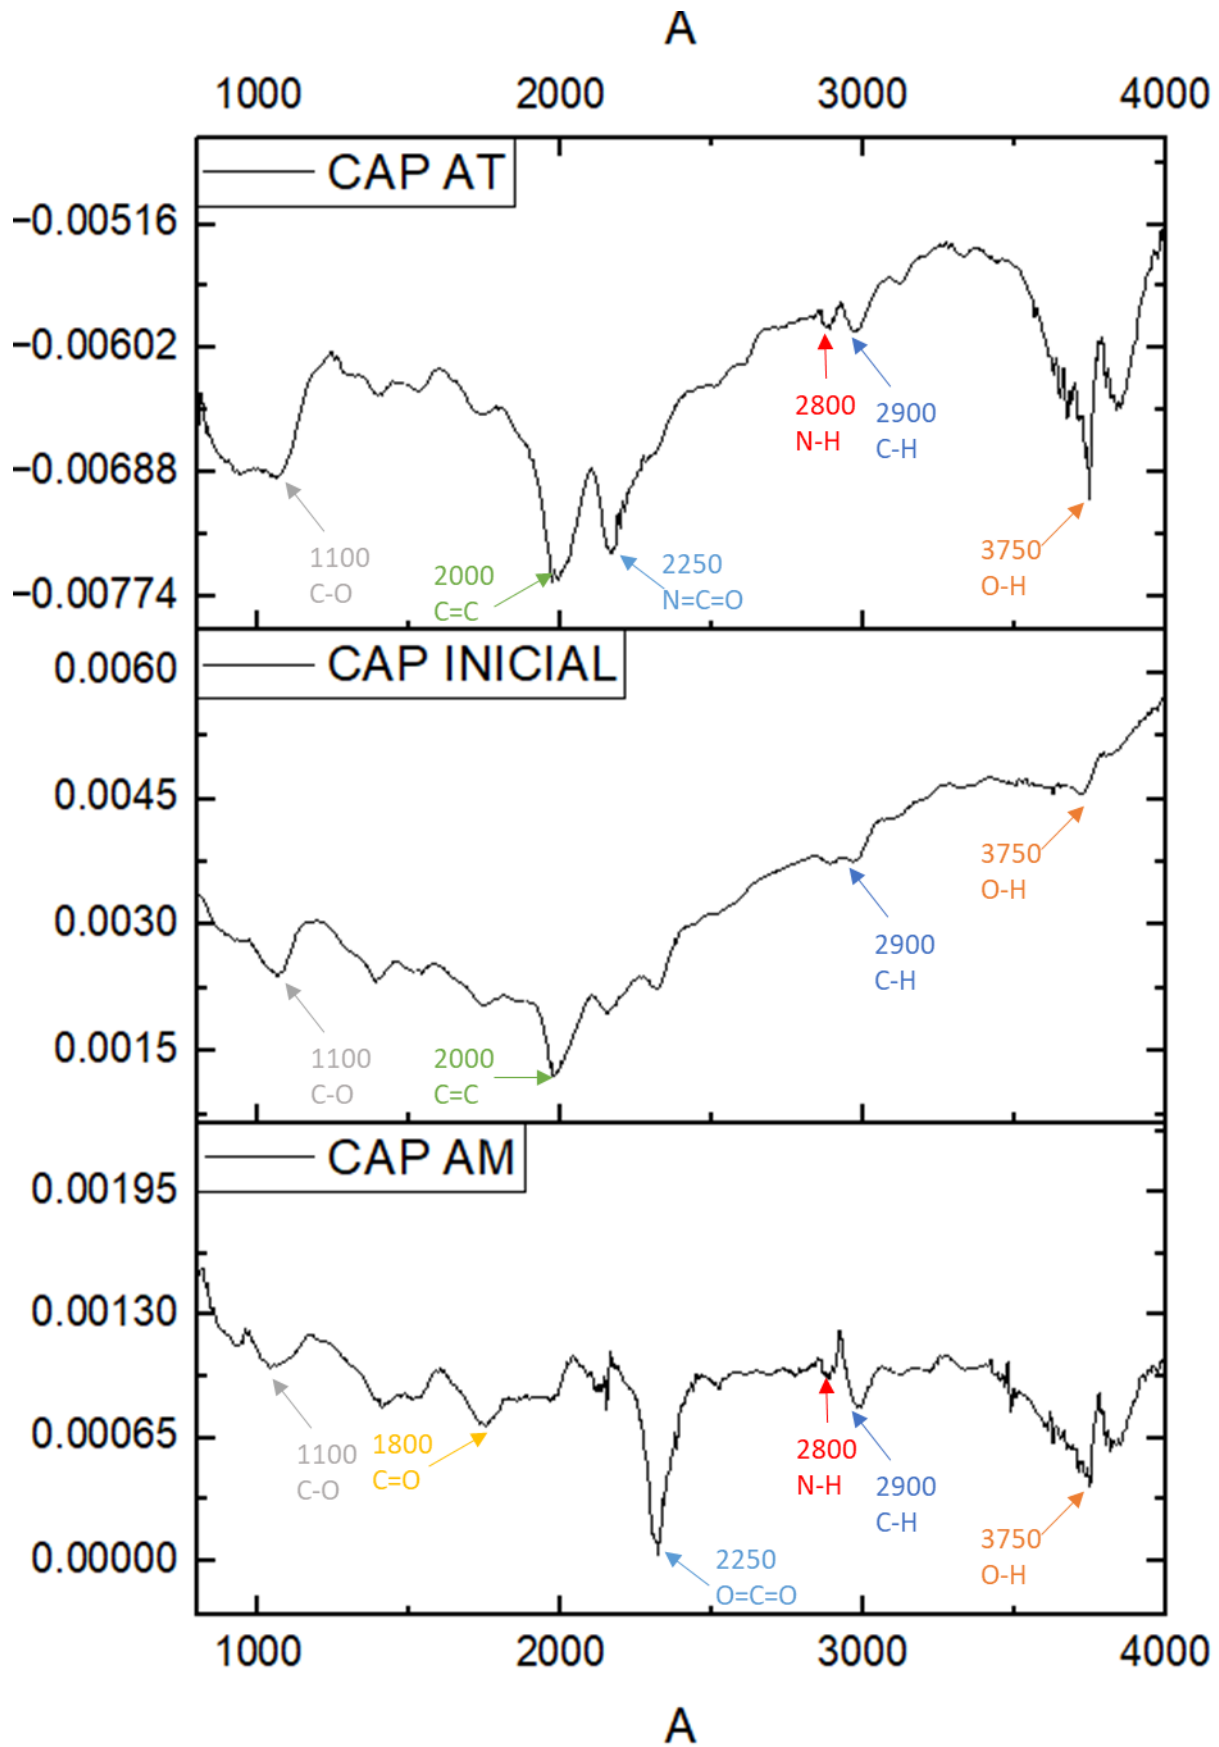 A
1000 2000 3000 4000
CAP AT
−0.00516
−0.00602
−0.00688
−0.00774
1100
C-O
2000
C=C
2250
N=C=O
2800
N-H
2900
C-H
3750
O-H
CAP INICIAL
0.0060
0.0045
0.0030
0.0015
1100
C-O
2000
C=C
2900
C-H
3750
O-H
CAP AM
0.00195
0.00130
0.00065
0.00000
1100
C-O
1800
C=O
2250
O=C=O
2800
N-H
2900
C-H
3750
O-H
1000 2000 3000 4000
A